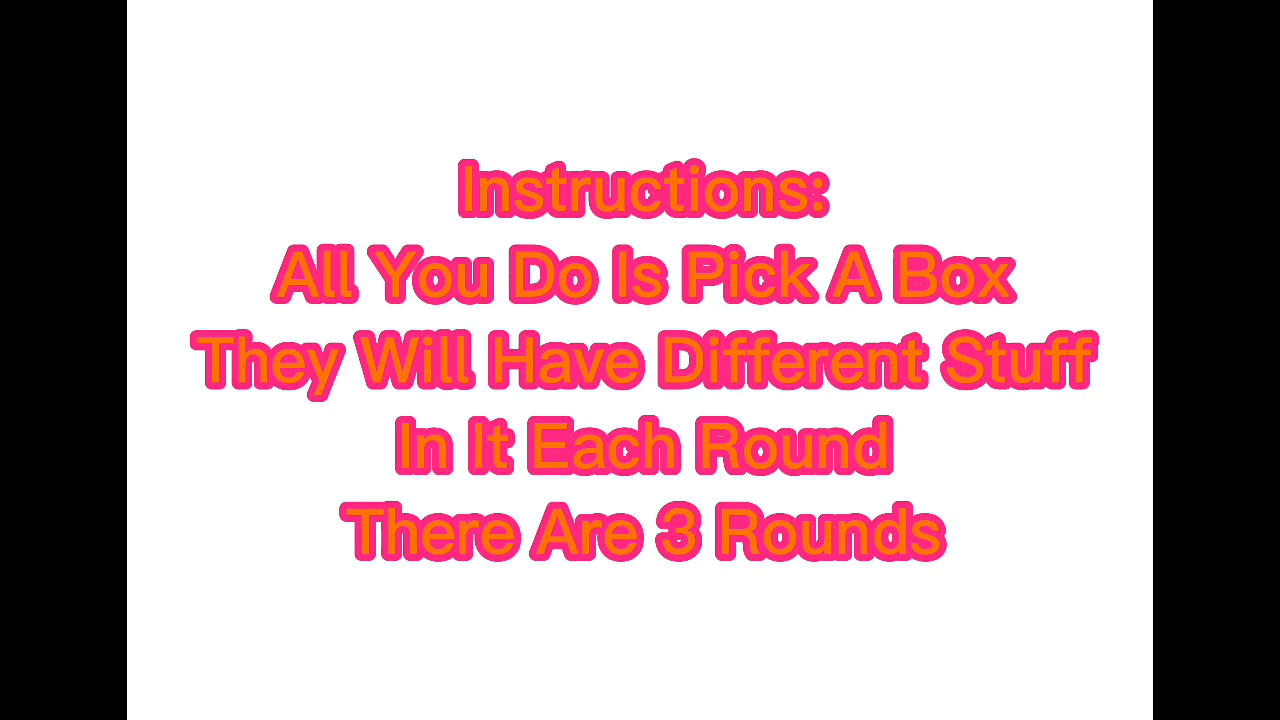 Instructions:
All You Do Is Pick A Box
They Will Have Different Stuff
In It Each Round
There Are 3 Rounds